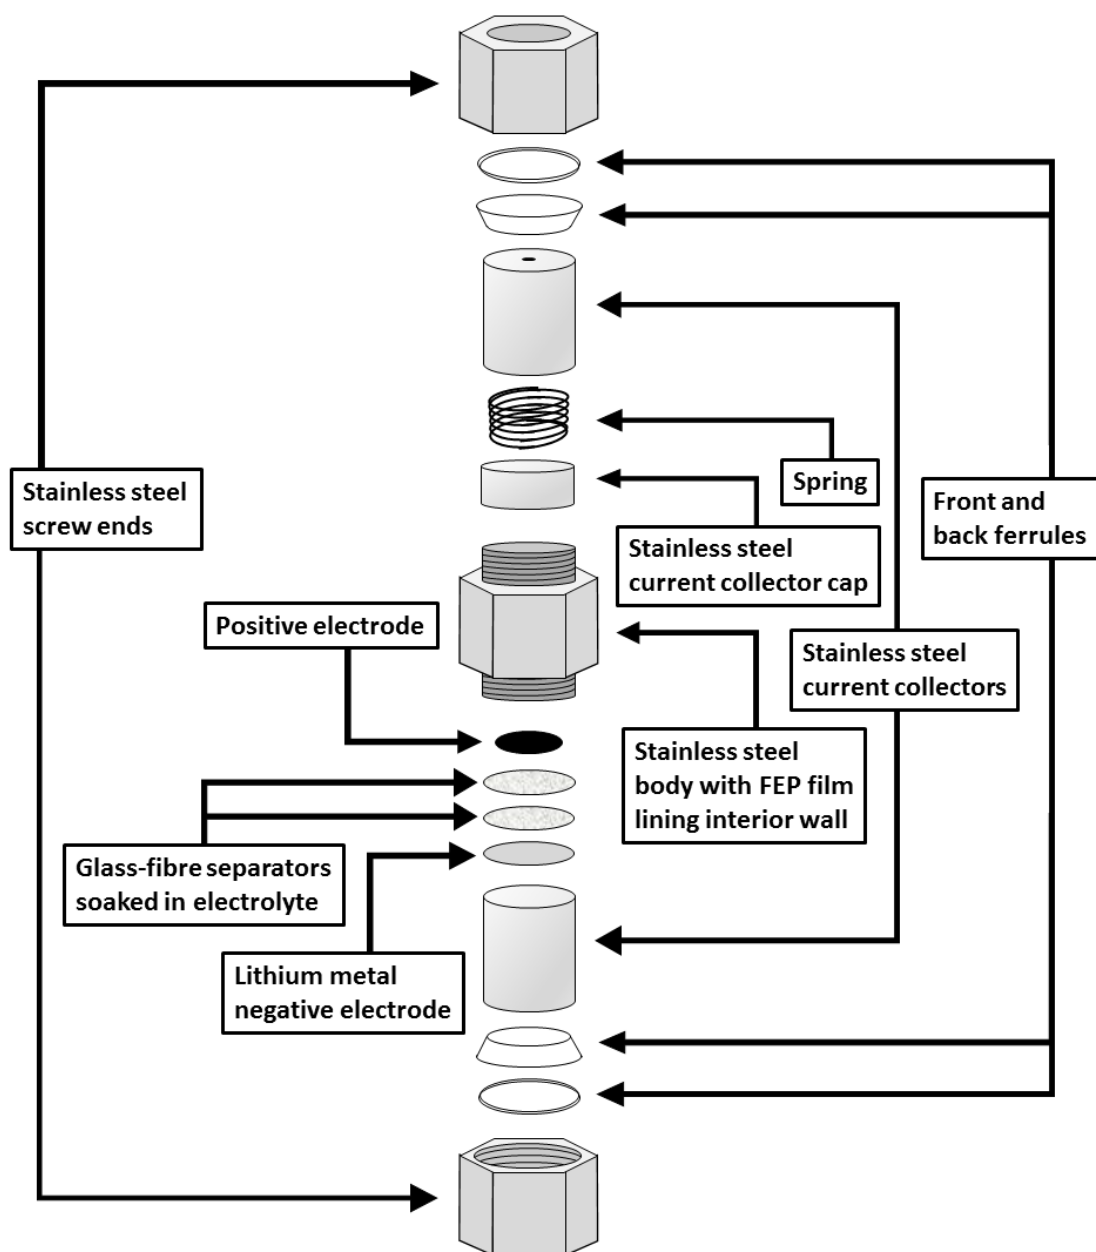 Stainless steel
screw ends
Spring
Front and
back ferrules
Stainless steel
current collector cap
Positive electrode
Stainless steel
current collectors
Stainless steel
body with FEP film
lining interior wall
Glass-fibre separators
soaked in electrolyte
Lithium metal
negative electrode